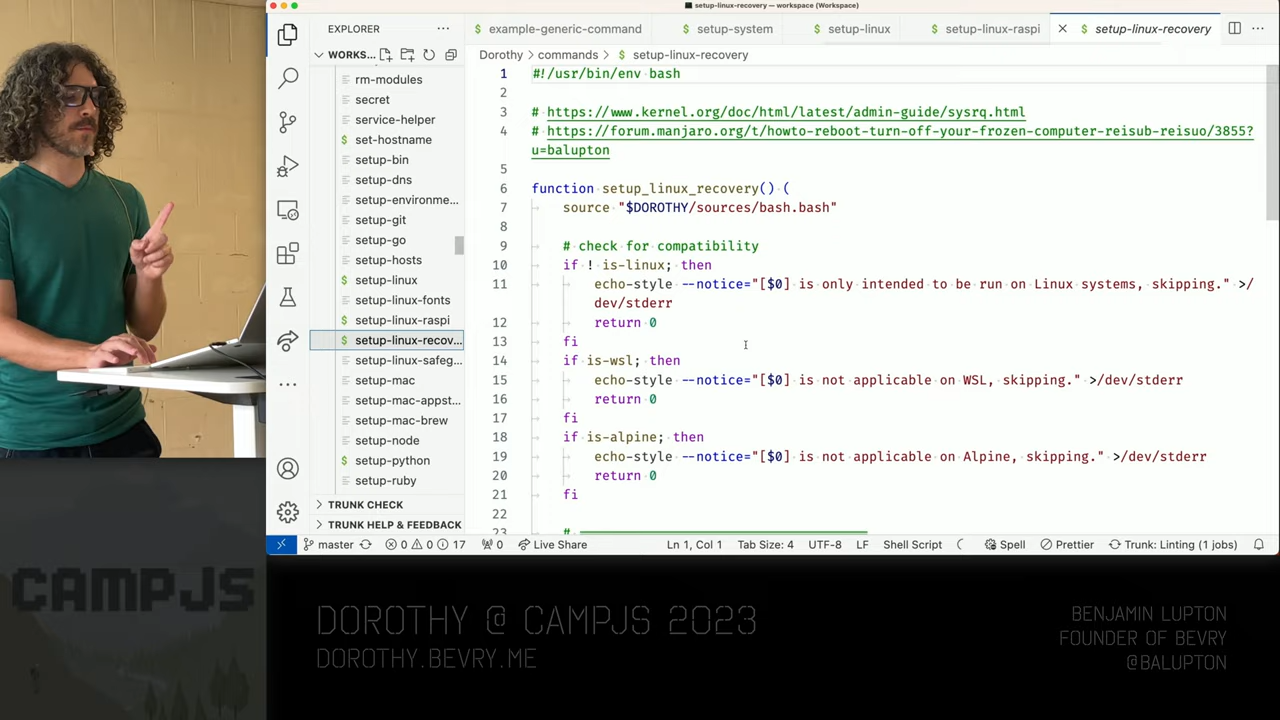 setup-linux-recovery — workspace (Workspace)
EXPLORER
example-generic-command
setup-system
setup-linux
setup-linux-raspi
setup-linux-recovery
WORKS...
Dorothy > commands > $ setup-linux-recovery
rm-modules
secret
service-helper
set-hostname
setup-bin
setup-dns
setup-environme...
setup-git
setup-go
setup-hosts
$ setup-linux
setup-linux-fonts
$ setup-linux-raspi
$ setup-linux-recov...
setup-linux-safeg...
setup-mac
setup-mac-appst...
setup-mac-brew
setup-node
$ setup-python
setup-ruby
TRUNK CHECK
TRUNK HELP & FEEDBACK
1 #!/usr/bin/env bash
2
3 # https://www.kernel.org/doc/html/latest/admin-guide/sysrq.html
4 # https://forum.manjaro.org/t/howto-reboot-turn-off-your-frozen-computer-reisub-reisuo/3855?
u=balupton
5
6 function setup_linux_recovery() (
7 source "$DOROTHY/sources/bash.bash"
8
9 # check for compatibility
10 if ! is-linux; then
11 echo-style --notice="[$0] is only intended to be run on Linux systems, skipping." >/
dev/stderr
12 return 0
13 fi
14 if is-wsl; then
15 echo-style --notice="[$0] is not applicable on WSL, skipping." >/dev/stderr
16 return 0
17 fi
18 if is-alpine; then
19 echo-style --notice="[$0] is not applicable on Alpine, skipping." >/dev/stderr
20 return 0
21 fi
22
23 #
master 0 0 17 0 Live Share Ln 1, Col 1 Tab Size: 4 UTF-8 LF Shell Script Spell Prettier Trunk: Linting (1 jobs)
CAMPJS
DOROTHY @ CAMPJS 2023
DOROTHY.BEVRY.ME
BENJAMIN LUPTON
FOUNDER OF BEVRY
@BALUPTON